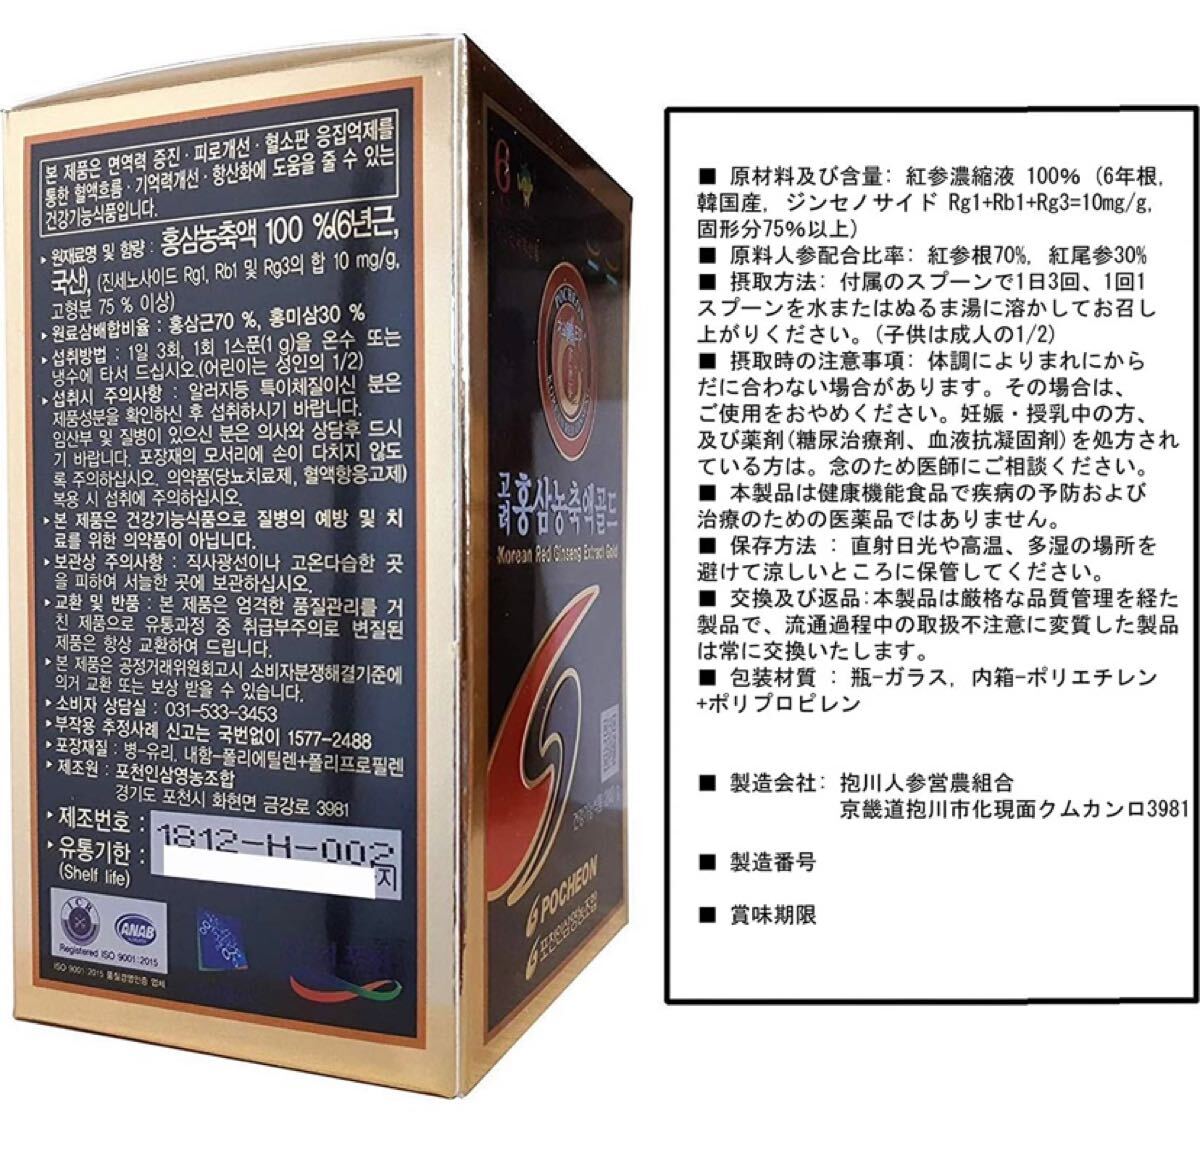 본 제품은 면역력 증진·피로개선·혈소판 응집억제를
통한 혈액흐름·기억력개선·항산화에 도움을 줄 수 있는
건강기능식품입니다.
▸ 원재료명 및 함량 : 홍삼농축액 100 %(6년근,
국산), (진세노사이드 Rg1, Rb1 및 Rg3의 합 10 mg/g,
고형분 75 % 이상)
▸ 원료삼배합비율 : 홍삼근70 %, 홍미삼30 %
▸ 섭취방법 : 1일 3회, 1회 1스푼(1 g)을 온수 또는
냉수에 타서 드십시오.(어린이는 성인의 1/2)
▸ 섭취시 주의사항 : 알러지등 특이체질이신 분은
제품성분을 확인하신 후 섭취하시기 바랍니다.
임산부 및 질병이 있으신 분은 의사와 상담후 드시
기 바랍니다. 포장재의 모서리에 손이 다치지 않도
록 주의하십시오. 의약품(당뇨치료제, 혈액항응고제)
복용 시 섭취에 주의하십시오.
▸ 본 제품은 건강기능식품으로 질병의 예방 및 치
료를 위한 의약품이 아닙니다.
▸ 보관상 주의사항 : 직사광선이나 고온다습한 곳
을 피하여 서늘한 곳에 보관하십시오.
▸ 교환 및 반품 : 본 제품은 엄격한 품질관리를 거
친 제품으로 유통과정 중 취급부주의로 변질된
제품은 항상 교환하여 드립니다.
▸ 본 제품은 공정거래위원회고시 소비자분쟁해결기준에
의거 교환 또는 보상 받을 수 있습니다.
▸ 소비자 상담실 : 031-533-3453
▸ 부작용 추정사례 신고는 국번없이 1577-2488
▸ 포장재질 : 병-유리, 내함-폴리에틸렌+폴리프로필렌
▸ 제조원 : 포천인삼영농조합
경기도 포천시 화현면 금강로 3981
▸ 제조번호 : 1812-H-002
▸ 유통기한 : 지
(Shelf life)
ICR
ANAB
Registered ISO 9001:2015
ISO 9001:2015 품질경영인증 업체
POCHEON
고려홍삼농축액골드
Korean Red Ginseng Extract Gold
POCHEON
포천인삼영농조합
■ 原材料及び含量: 紅参濃縮液 100% (6年根,
韓国産, ジンセノサイド Rg1+Rb1+Rg3=10mg/g,
固形分75%以上)
■ 原料人参配合比率: 紅参根70%, 紅尾参30%
■ 摂取方法: 付属のスプーンで1日3回、1回1
スプーンを水またはぬるま湯に溶かしてお召し
上がりください。(子供は成人の1/2)
■ 摂取時の注意事項: 体調によりまれにから
だに合わない場合があります。その場合は、
ご使用をおやめください。妊娠・授乳中の方、
及び薬剤(糖尿治療剤、血液抗凝固剤)を処方され
ている方は。念のため医師にご相談ください。
■ 本製品は健康機能食品で疾病の予防および
治療のための医薬品ではありません。
■ 保存方法 : 直射日光や高温、多湿の場所を
避けて涼しいところに保管してください。
■ 交換及び返品:本製品は厳格な品質管理を経た
製品で、流通過程中の取扱不注意に変質した製品
は常に交換いたします。
■ 包装材質 : 瓶-ガラス, 内箱-ポリエチレン
+ポリプロピレン
■ 製造会社: 抱川人参営農組合
京畿道抱川市化現面クムカンロ3981
■ 製造番号
■ 賞味期限